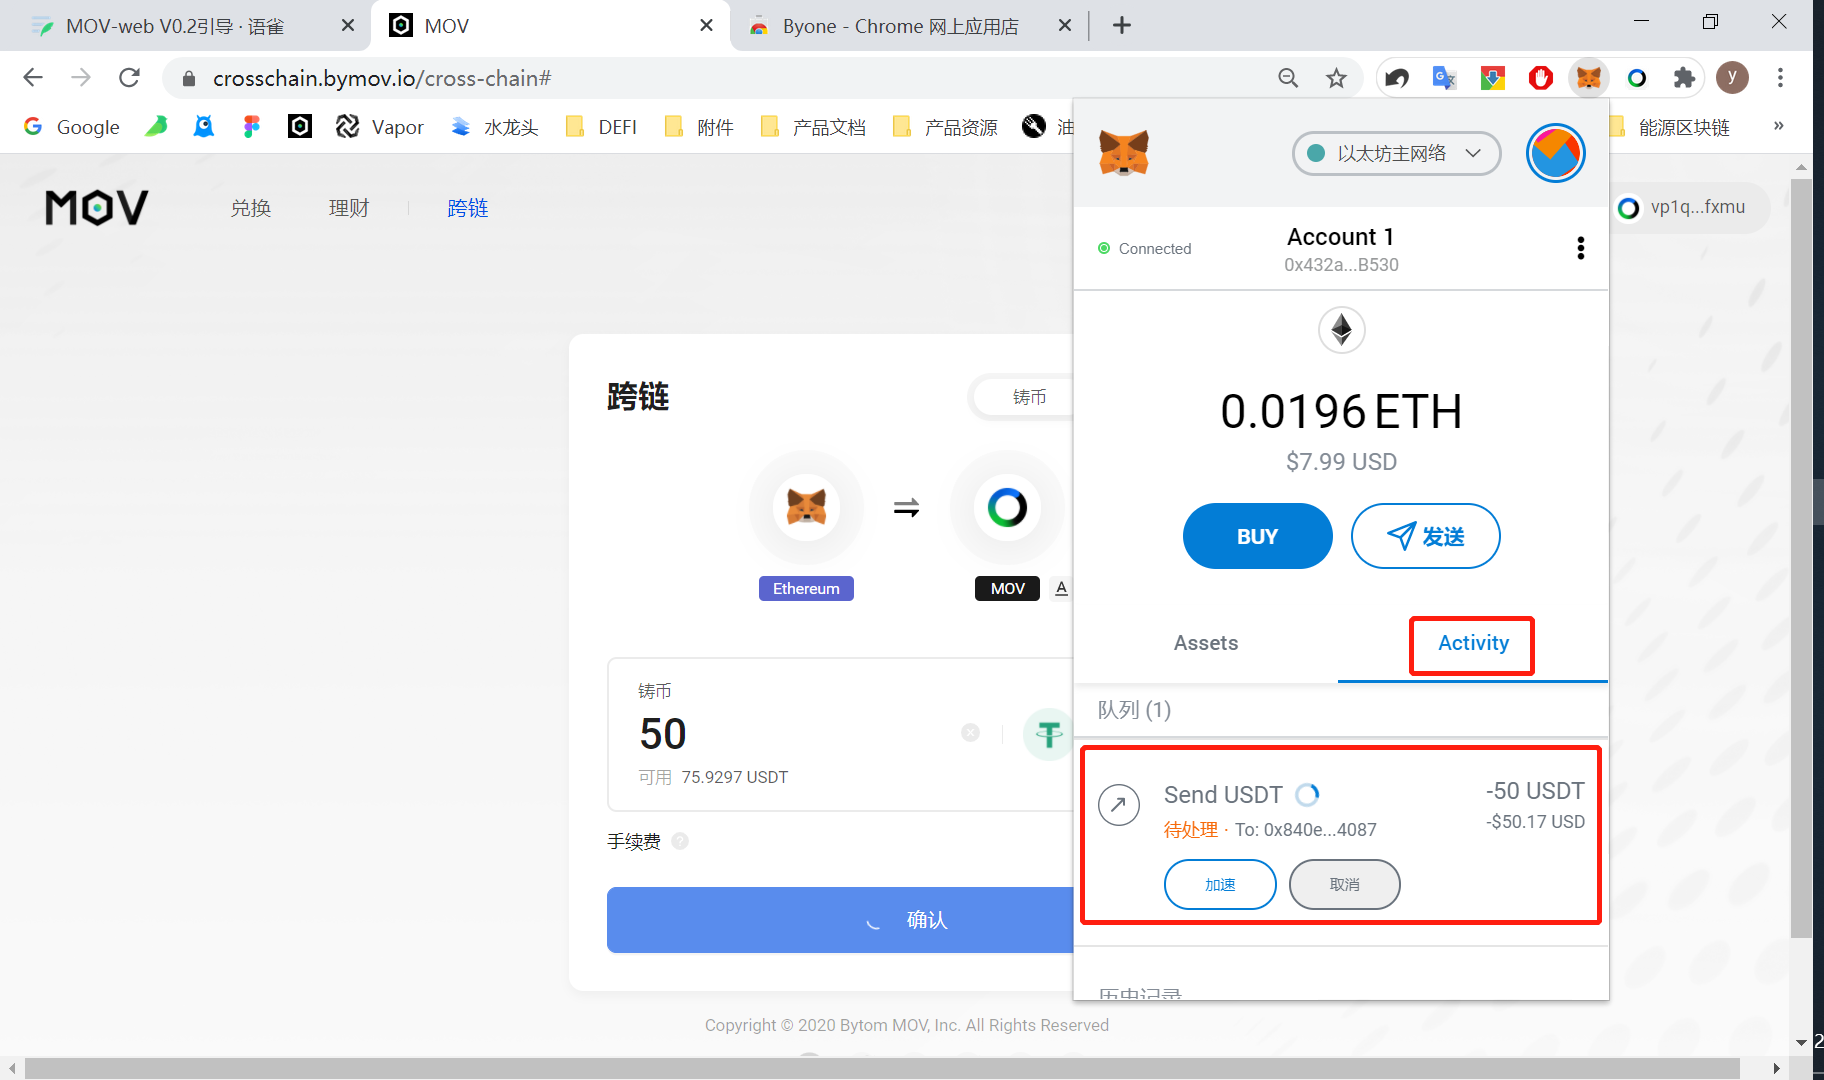 MOV-web V0.2引导 · 语雀
MOV
Byone - Chrome 网上应用店
crosschain.bymov.io/cross-chain#
y
Google
Vapor
水龙头
DEFI
附件
产品文档
产品资源
油
能源区块链
»
MOV
兑换
理财
跨链
vp1q...fxmu
以太坊主网络
Connected
Account 1
0x432a...B530
0.0196 ETH
$7.99 USD
BUY
发送
Assets
Activity
队列 (1)
Send USDT
-50 USDT
待处理 · To: 0x840e...4087
-$50.17 USD
加速
取消
历史记录
跨链
铸币
Ethereum
MOV
A
铸币
50
可用 75.9297 USDT
手续费 ?
确认
Copyright © 2020 Bytom MOV, Inc. All Rights Reserved
2